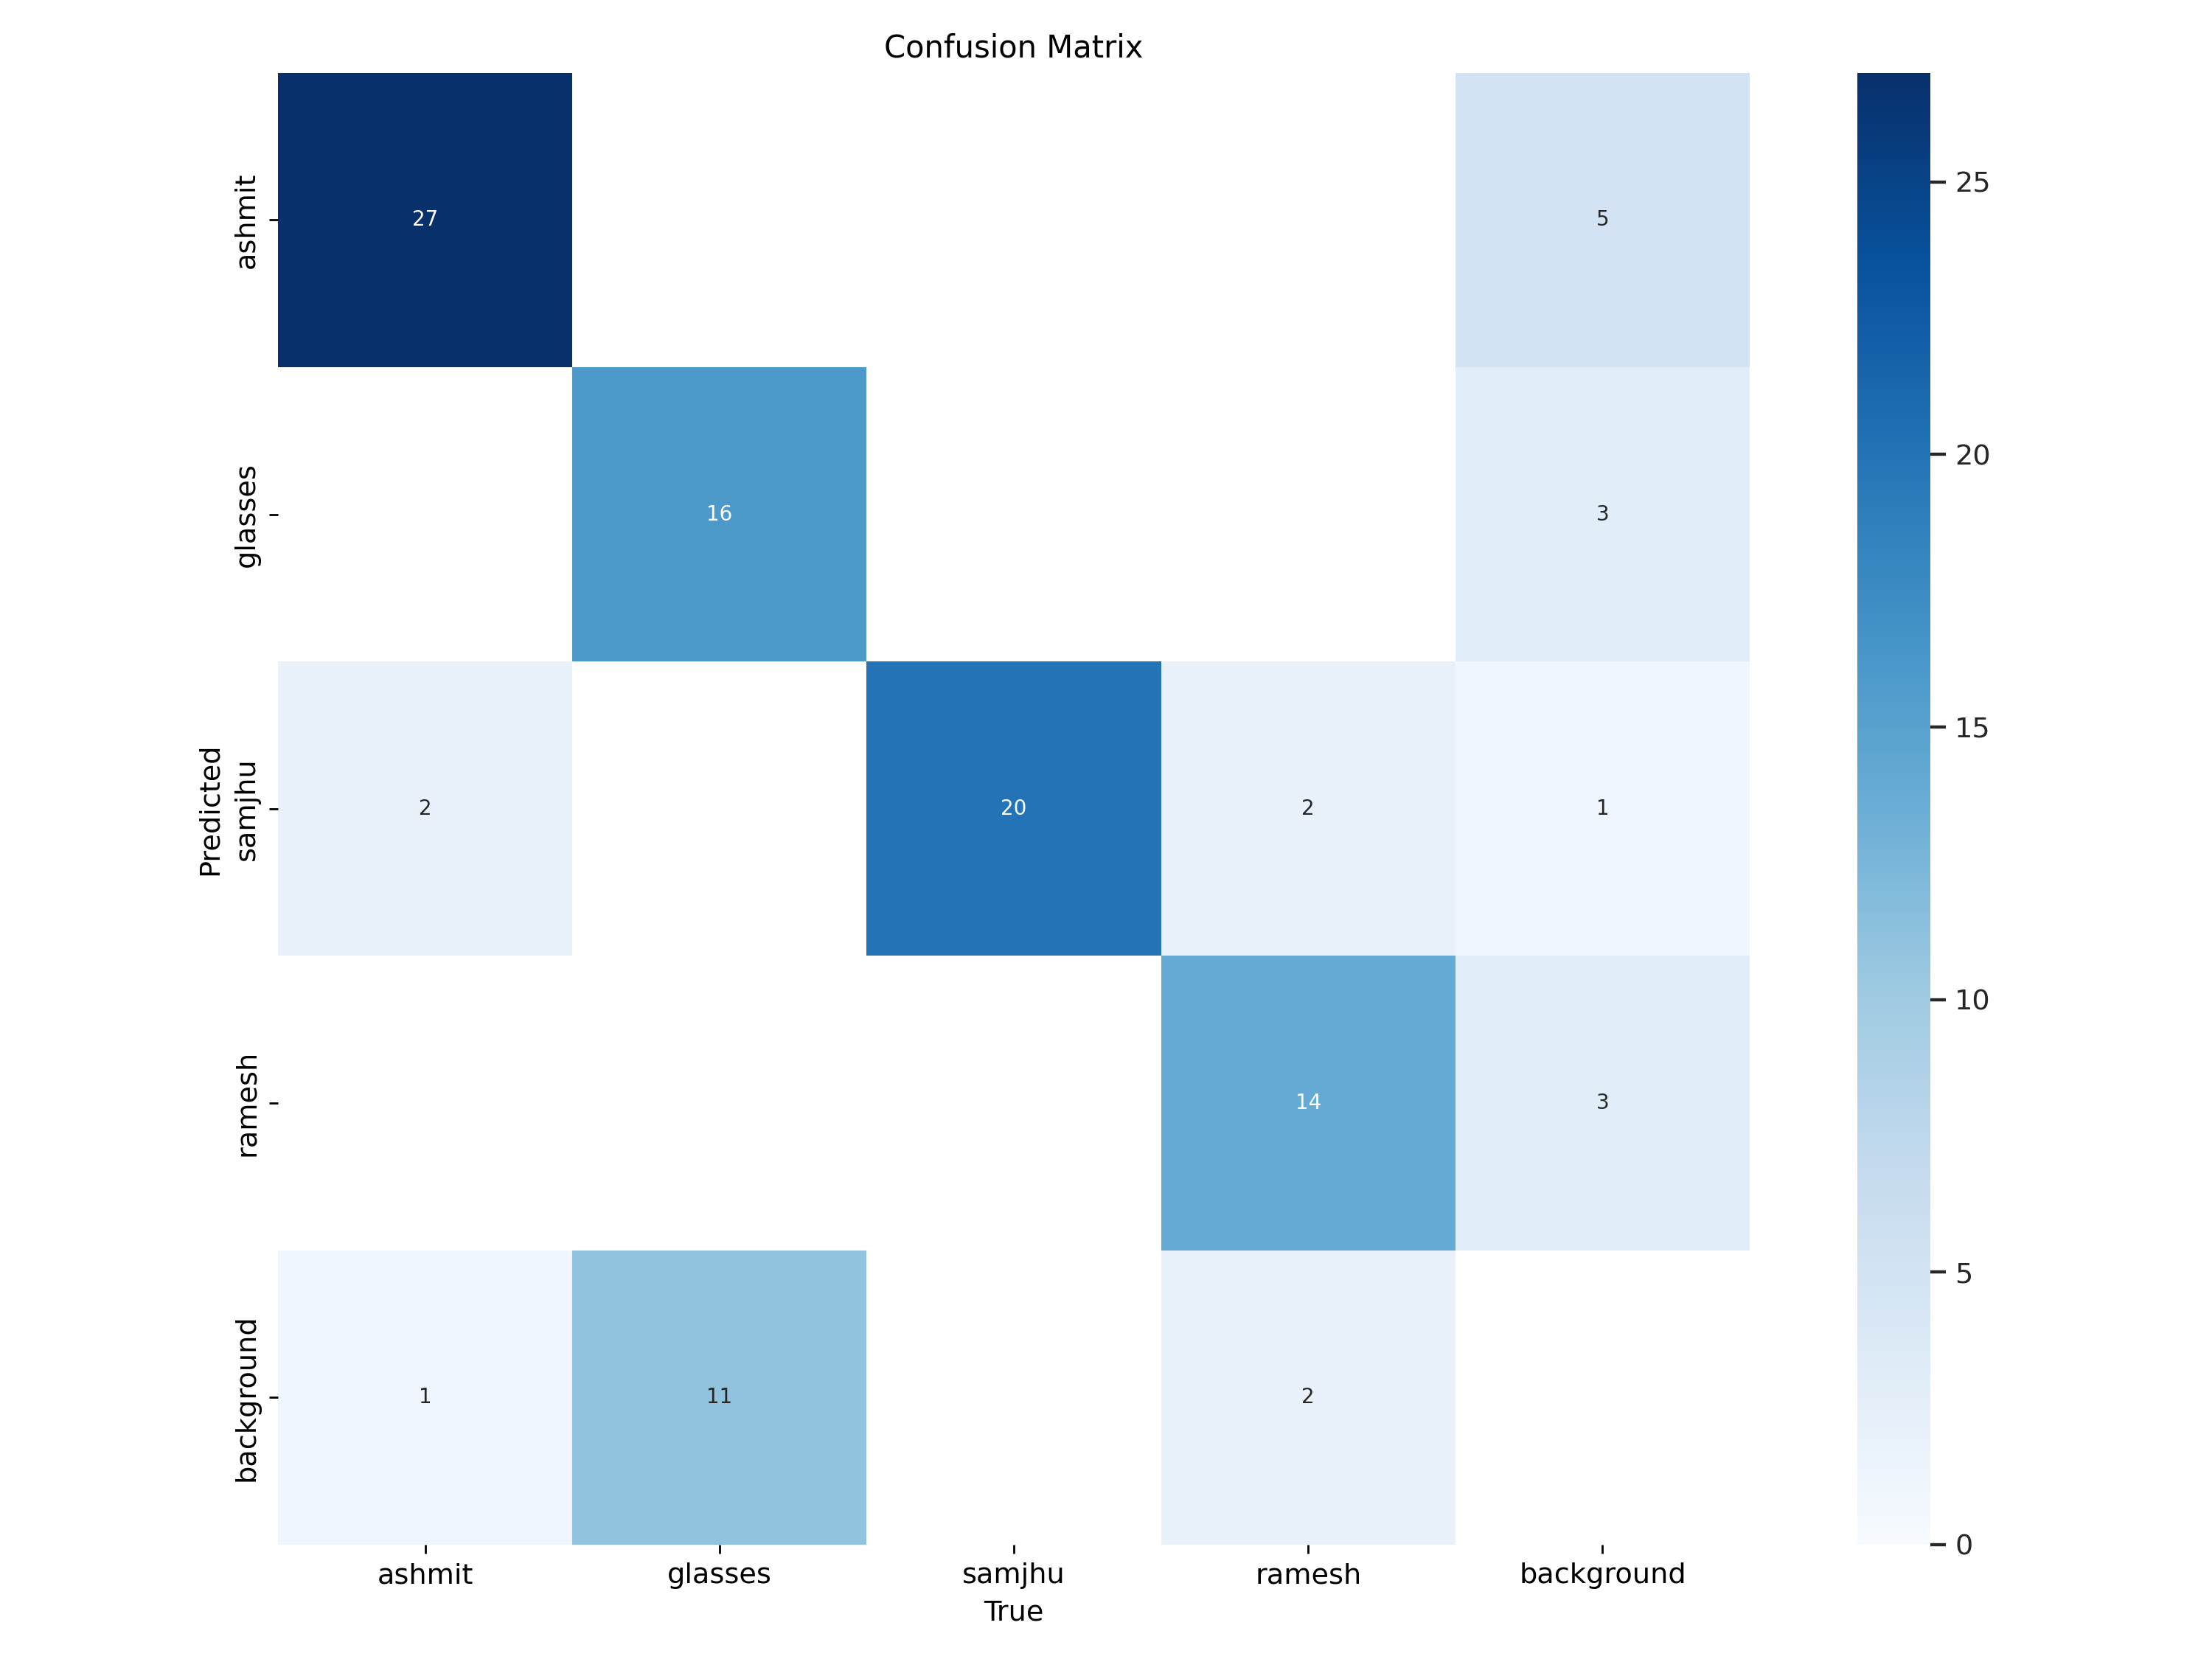 Confusion Matrix
ashmit
27
5
25
20
glasses
16
3
Predicted
samjhu
2
20
2
1
15
ramesh
14
3
10
background
1
11
2
5
0
ashmit
glasses
samjhu
ramesh
background
True